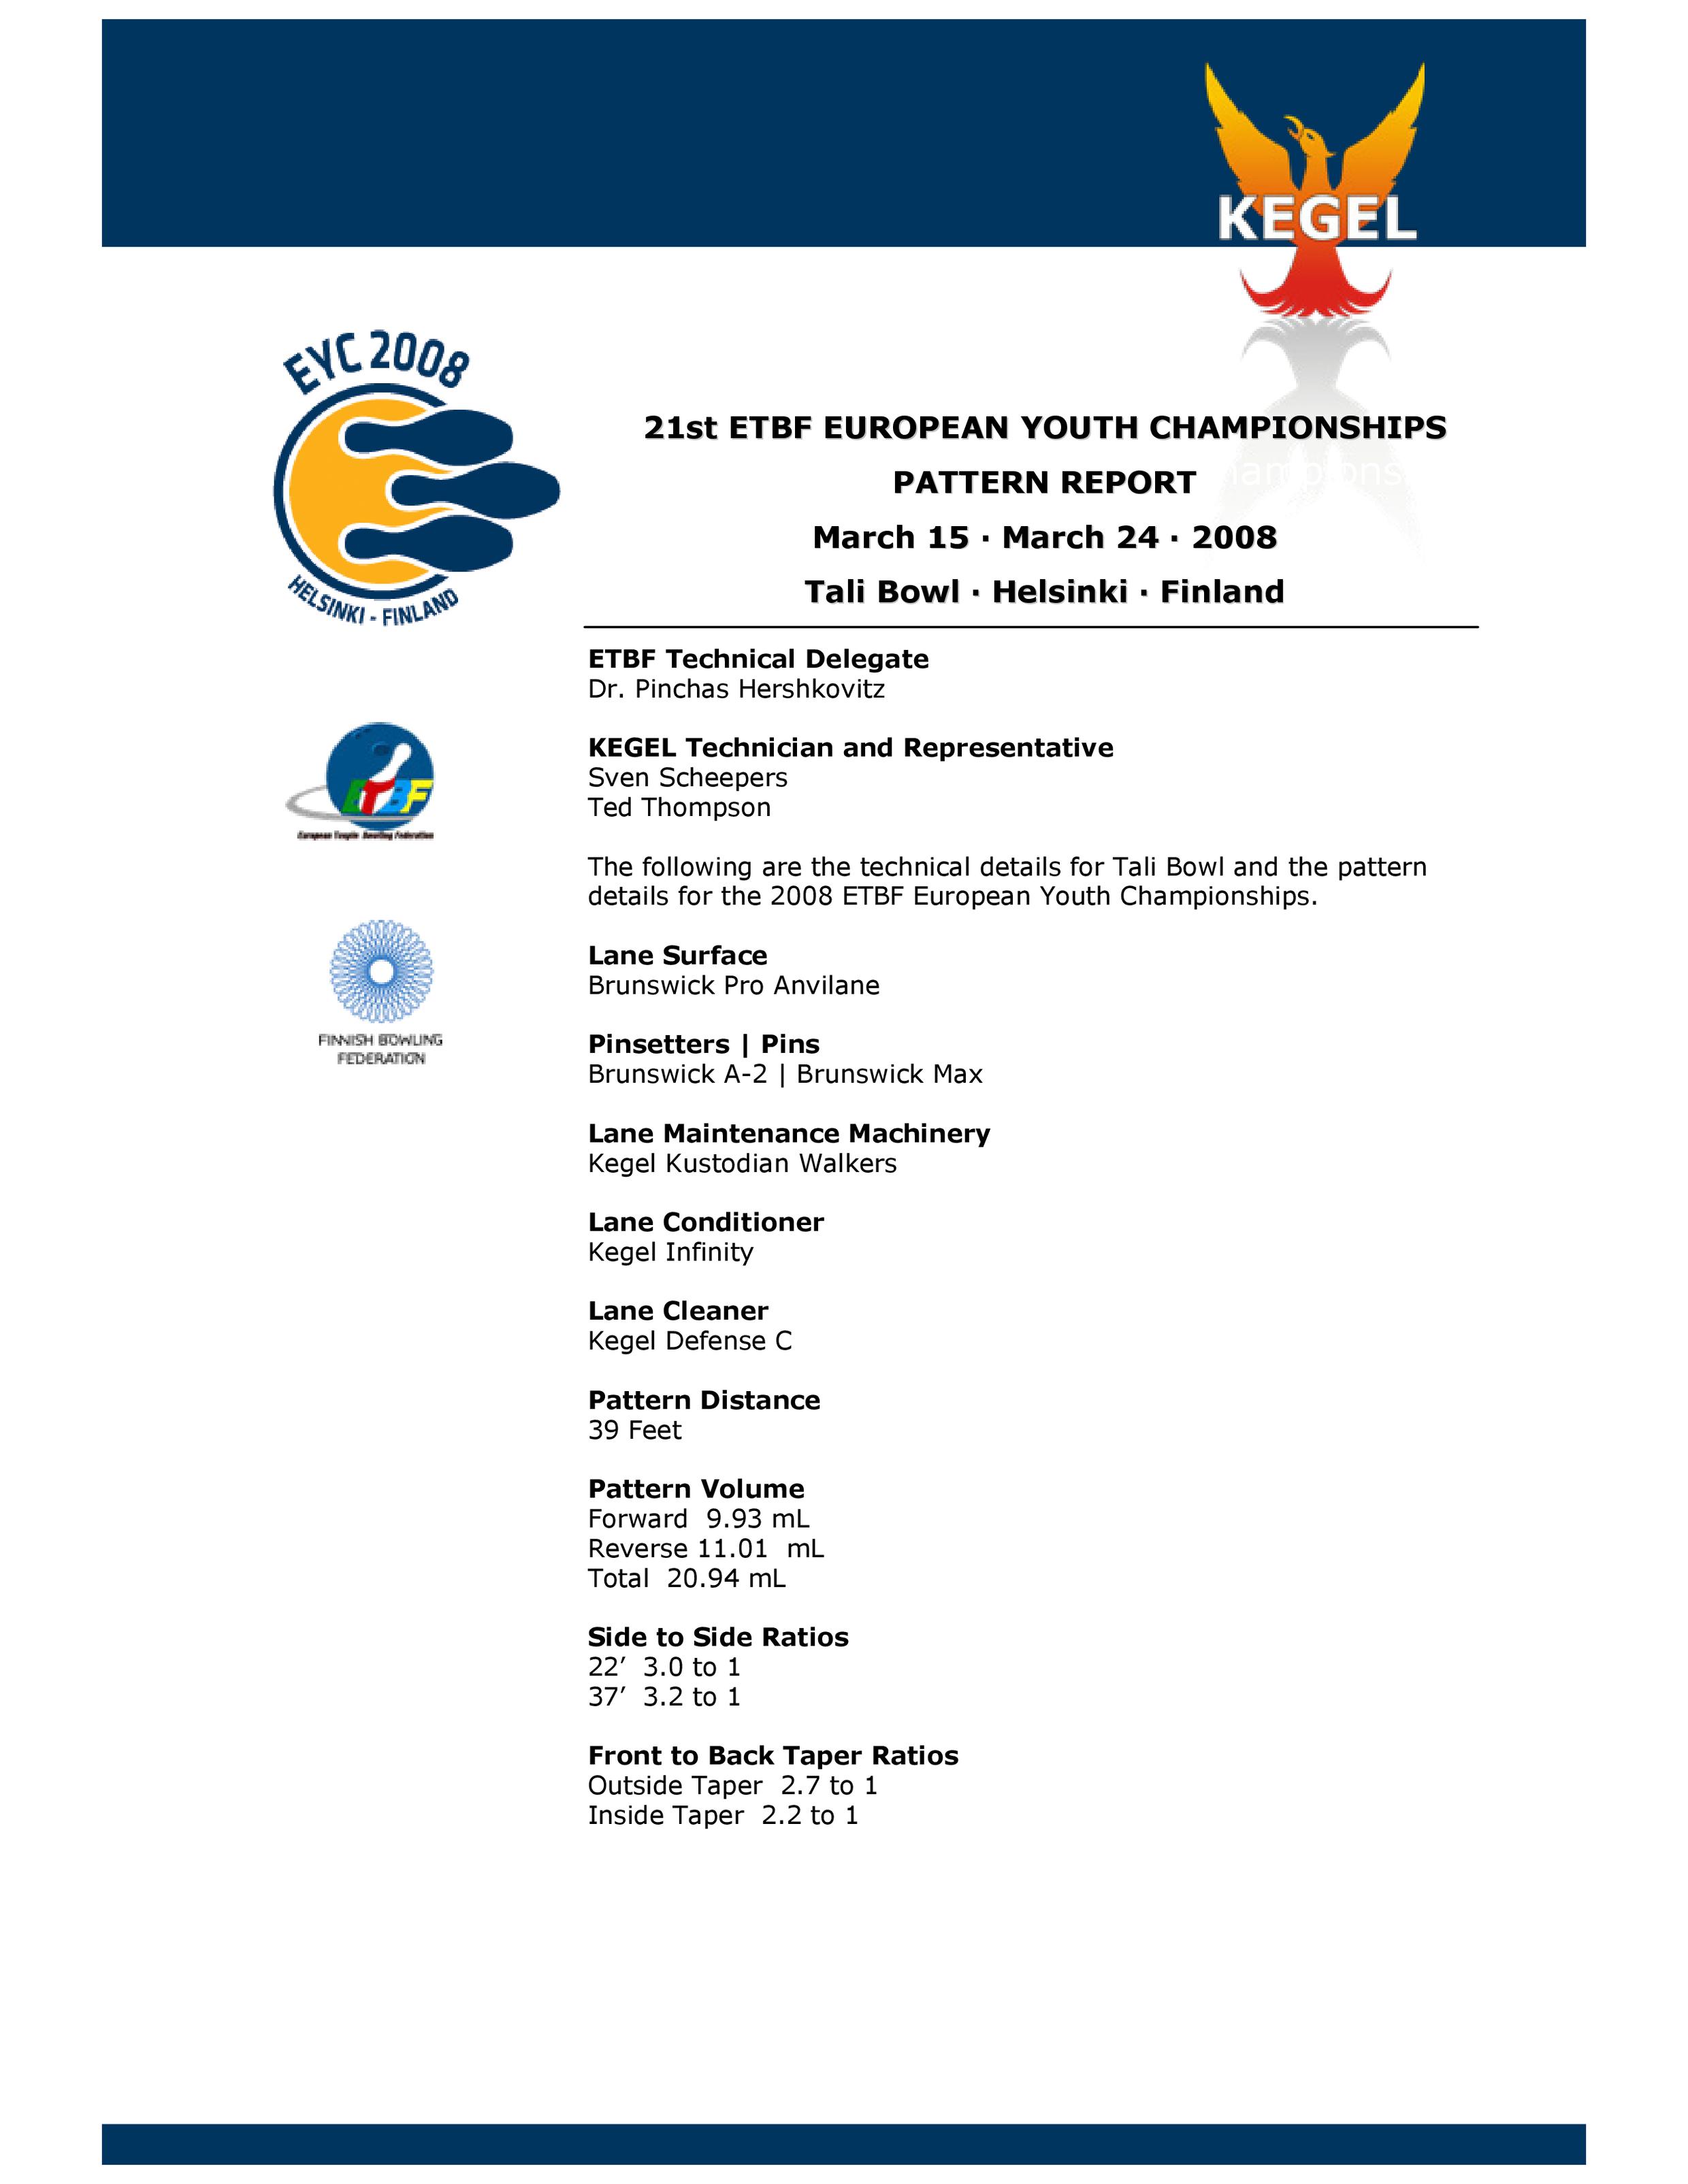 KEGEL
EYC 2008
HELSINKI - FINLAND
21st ETBF EUROPEAN YOUTH CHAMPIONSHIPS
PATTERN REPORT
March 15 · March 24 · 2008
Tali Bowl · Helsinki · Finland
ETBF Technical Delegate
Dr. Pinchas Hershkovitz
ETBF
European Tenpin Bowling Federation
KEGEL Technician and Representative
Sven Scheepers
Ted Thompson
The following are the technical details for Tali Bowl and the pattern
details for the 2008 ETBF European Youth Championships.
FINNISH BOWLING
FEDERATION
Lane Surface
Brunswick Pro Anvilane
Pinsetters | Pins
Brunswick A-2 | Brunswick Max
Lane Maintenance Machinery
Kegel Kustodian Walkers
Lane Conditioner
Kegel Infinity
Lane Cleaner
Kegel Defense C
Pattern Distance
39 Feet
Pattern Volume
Forward  9.93 mL
Reverse 11.01  mL
Total  20.94 mL
Side to Side Ratios
22′  3.0 to 1
37′  3.2 to 1
Front to Back Taper Ratios
Outside Taper  2.7 to 1
Inside Taper  2.2 to 1